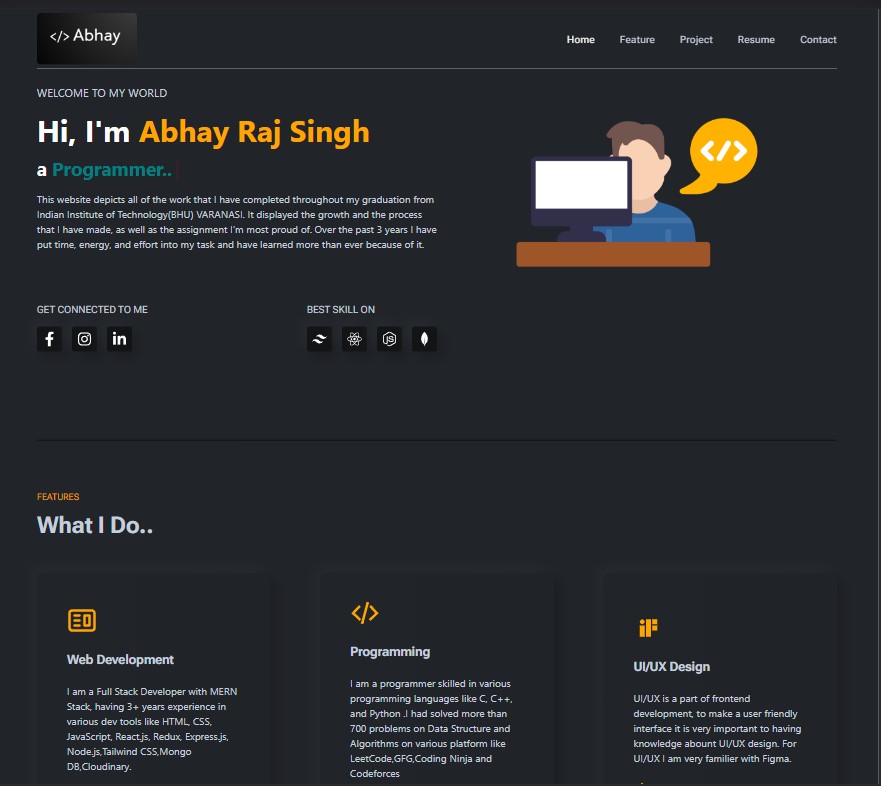 </> Abhay
Home Feature Project Resume Contact
WELCOME TO MY WORLD
Hi, I'm Abhay Raj Singh
a Programmer..
This website depicts all of the work that I have completed throughout my graduation from
Indian Institute of Technology(BHU) VARANASI. It displayed the growth and the process
that I have made, as well as the assignment I'm most proud of. Over the past 3 years I have
put time, energy, and effort into my task and have learned more than ever because of it.
</>
GET CONNECTED TO ME
BEST SKILL ON
FEATURES
What I Do..
Web Development
I am a Full Stack Developer with MERN
Stack, having 3+ years experience in
various dev tools like HTML, CSS,
JavaScript, React.js, Redux, Express.js,
Node.js,Tailwind CSS,Mongo
DB,Cloudinary.
Programming
I am a programmer skilled in various
programming languages like C, C++,
and Python .I had solved more than
700 problems on Data Structure and
Algorithms on various platform like
LeetCode,GFG,Coding Ninja and
Codeforces
UI/UX Design
UI/UX is a part of frontend
development, to make a user friendly
interface it is very important to having
knowledge abount UI/UX design. For
UI/UX I am very familier with Figma.